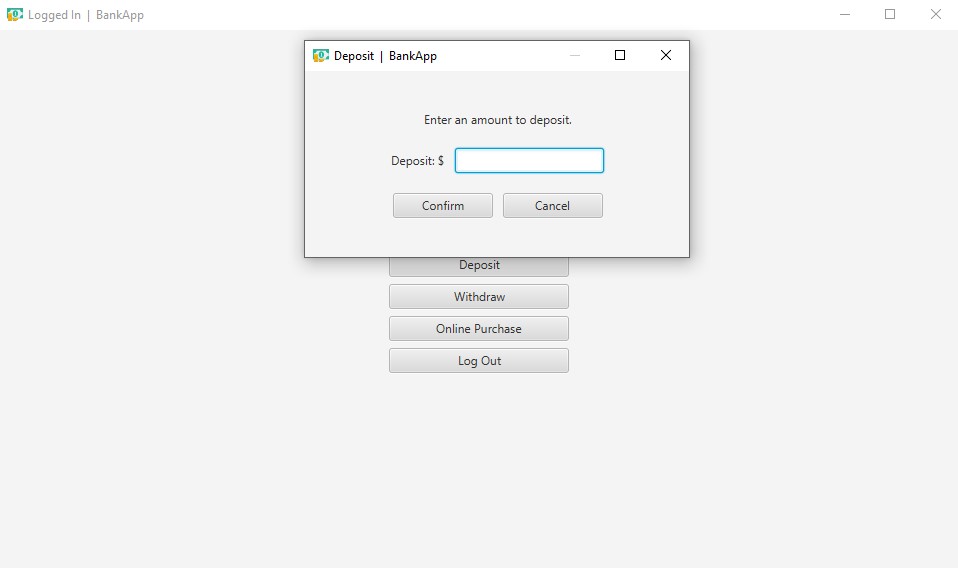 Logged In | BankApp
Deposit | BankApp
Enter an amount to deposit.
Deposit: $
Confirm
Cancel
Deposit
Withdraw
Online Purchase
Log Out